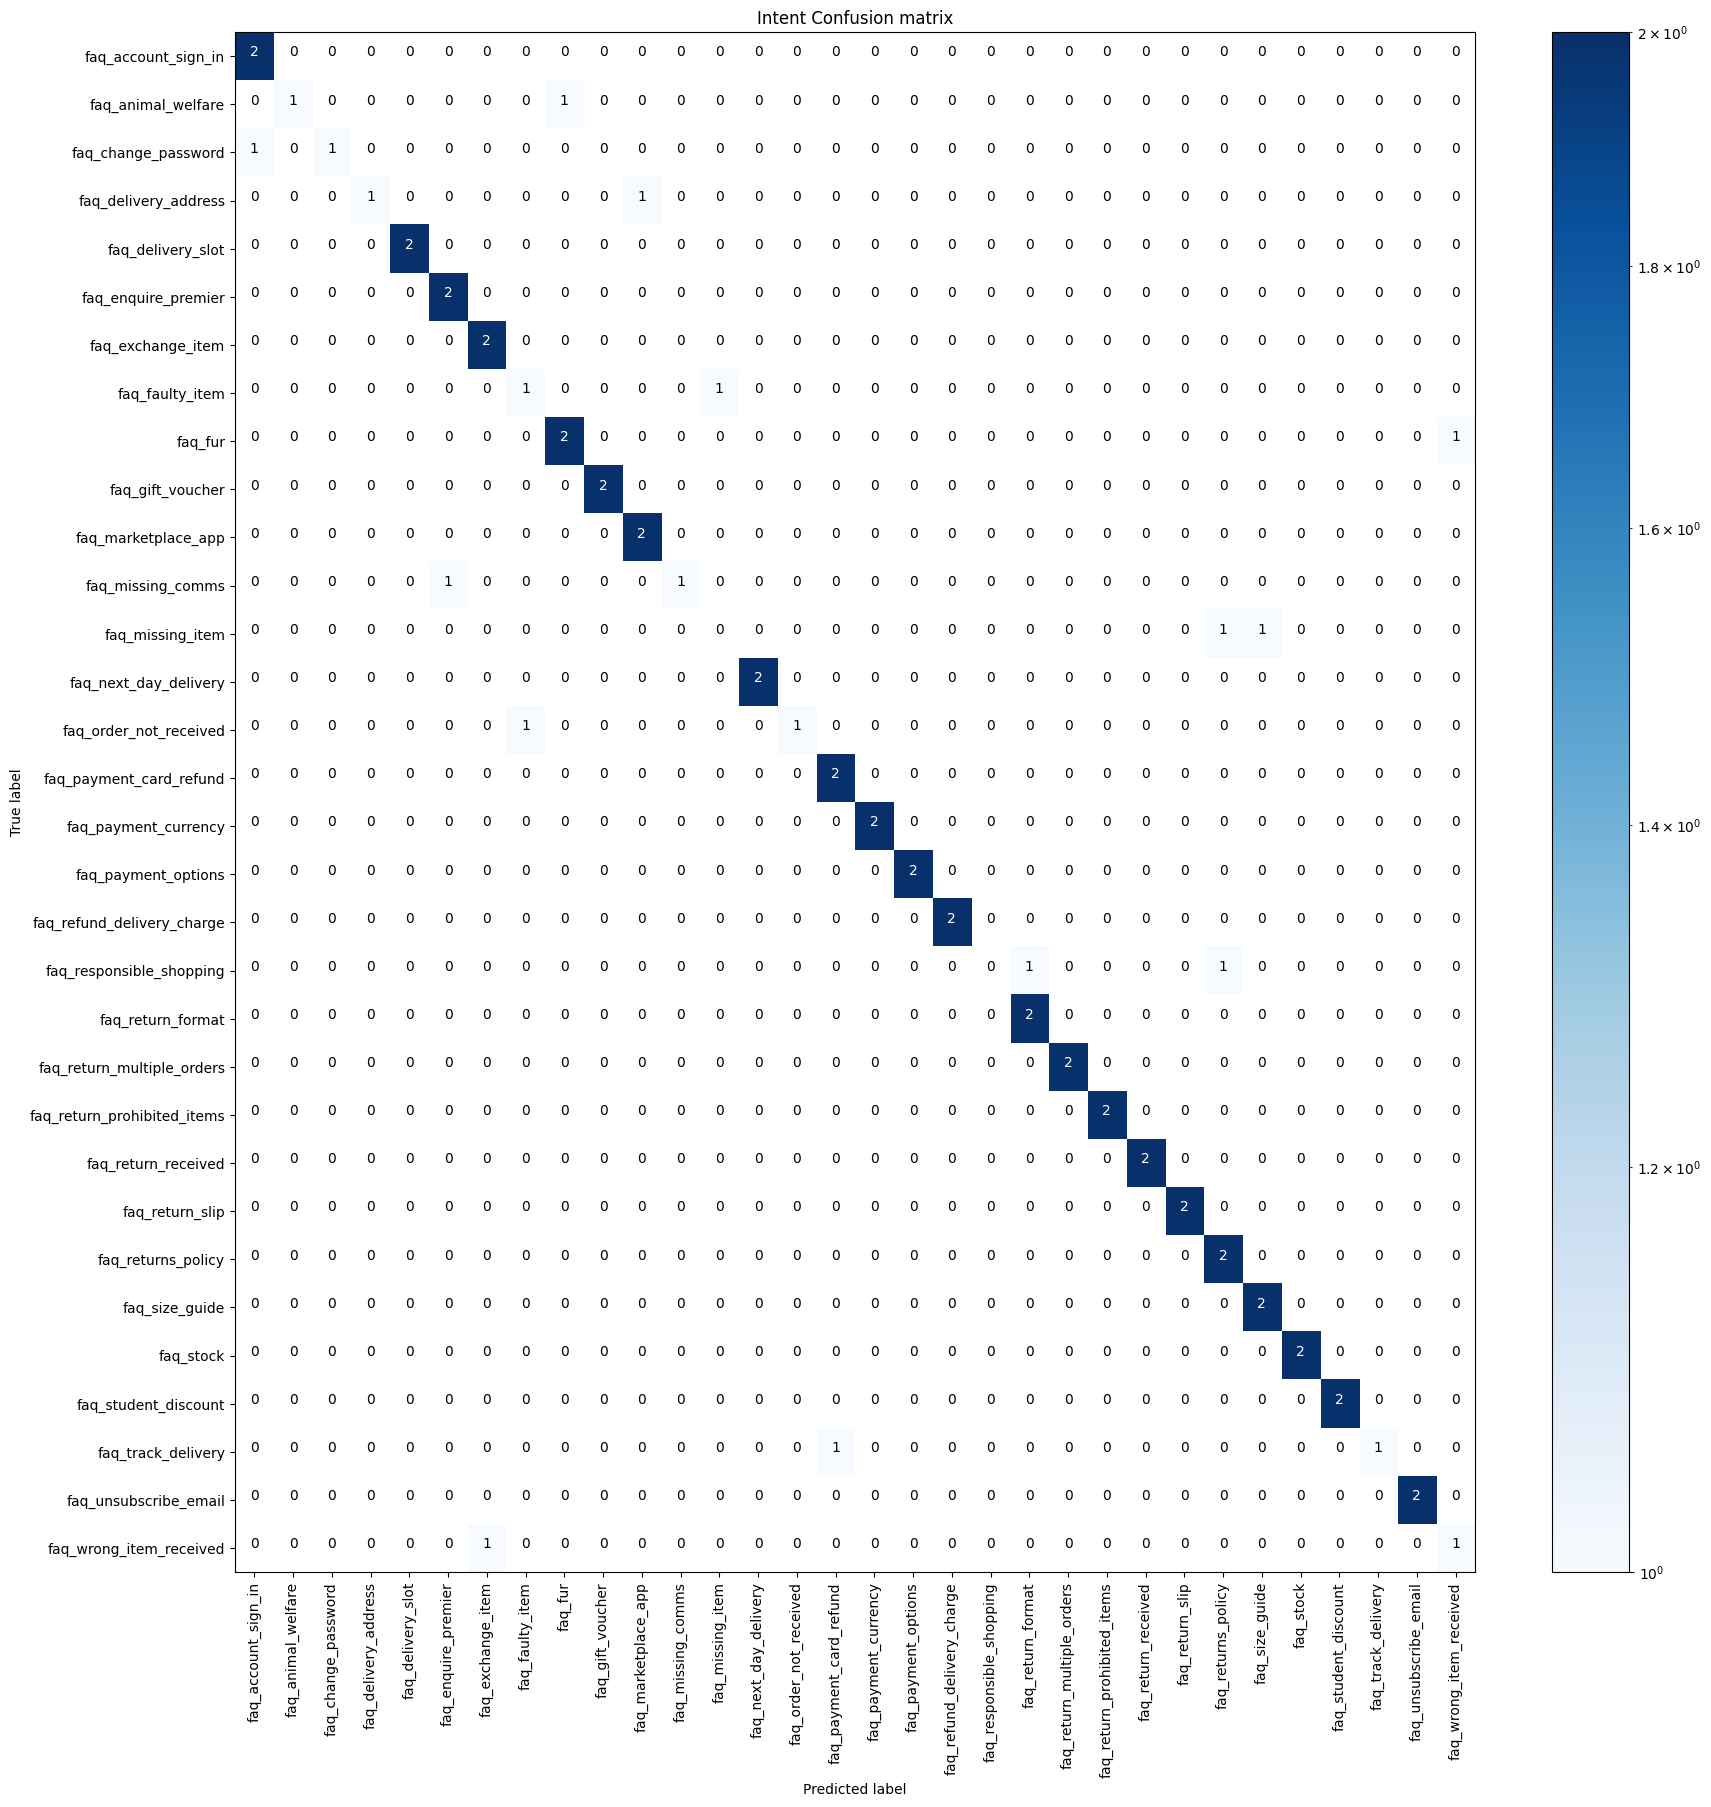 Intent Confusion matrix
faq_account_sign_in 2 0 0 0 0 0 0 0 0 0 0 0 0 0 0 0 0 0 0 0 0 0 0 0 0 0 0 0 0 0 0 0
faq_animal_welfare 0 1 0 0 0 0 0 0 1 0 0 0 0 0 0 0 0 0 0 0 0 0 0 0 0 0 0 0 0 0 0 0
faq_change_password 1 0 1 0 0 0 0 0 0 0 0 0 0 0 0 0 0 0 0 0 0 0 0 0 0 0 0 0 0 0 0 0
faq_delivery_address 0 0 0 1 0 0 0 0 0 0 1 0 0 0 0 0 0 0 0 0 0 0 0 0 0 0 0 0 0 0 0 0
faq_delivery_slot 0 0 0 0 2 0 0 0 0 0 0 0 0 0 0 0 0 0 0 0 0 0 0 0 0 0 0 0 0 0 0 0
faq_enquire_premier 0 0 0 0 0 2 0 0 0 0 0 0 0 0 0 0 0 0 0 0 0 0 0 0 0 0 0 0 0 0 0 0
faq_exchange_item 0 0 0 0 0 0 2 0 0 0 0 0 0 0 0 0 0 0 0 0 0 0 0 0 0 0 0 0 0 0 0 0
faq_faulty_item 0 0 0 0 0 0 0 1 0 0 0 0 1 0 0 0 0 0 0 0 0 0 0 0 0 0 0 0 0 0 0 0
faq_fur 0 0 0 0 0 0 0 0 2 0 0 0 0 0 0 0 0 0 0 0 0 0 0 0 0 0 0 0 0 0 0 1
faq_gift_voucher 0 0 0 0 0 0 0 0 0 2 0 0 0 0 0 0 0 0 0 0 0 0 0 0 0 0 0 0 0 0 0 0
faq_marketplace_app 0 0 0 0 0 0 0 0 0 0 2 0 0 0 0 0 0 0 0 0 0 0 0 0 0 0 0 0 0 0 0 0
faq_missing_comms 0 0 0 0 0 1 0 0 0 0 0 1 0 0 0 0 0 0 0 0 0 0 0 0 0 0 0 0 0 0 0 0
faq_missing_item 0 0 0 0 0 0 0 0 0 0 0 0 0 0 0 0 0 0 0 0 0 0 0 0 0 1 1 0 0 0 0 0
faq_next_day_delivery 0 0 0 0 0 0 0 0 0 0 0 0 0 2 0 0 0 0 0 0 0 0 0 0 0 0 0 0 0 0 0 0
faq_order_not_received 0 0 0 0 0 0 0 1 0 0 0 0 0 0 1 0 0 0 0 0 0 0 0 0 0 0 0 0 0 0 0 0
faq_payment_card_refund 0 0 0 0 0 0 0 0 0 0 0 0 0 0 0 2 0 0 0 0 0 0 0 0 0 0 0 0 0 0 0 0
faq_payment_currency 0 0 0 0 0 0 0 0 0 0 0 0 0 0 0 0 2 0 0 0 0 0 0 0 0 0 0 0 0 0 0 0
faq_payment_options 0 0 0 0 0 0 0 0 0 0 0 0 0 0 0 0 0 2 0 0 0 0 0 0 0 0 0 0 0 0 0 0
faq_refund_delivery_charge 0 0 0 0 0 0 0 0 0 0 0 0 0 0 0 0 0 0 2 0 0 0 0 0 0 0 0 0 0 0 0 0
faq_responsible_shopping 0 0 0 0 0 0 0 0 0 0 0 0 0 0 0 0 0 0 0 0 1 0 0 0 0 1 0 0 0 0 0 0
faq_return_format 0 0 0 0 0 0 0 0 0 0 0 0 0 0 0 0 0 0 0 0 2 0 0 0 0 0 0 0 0 0 0 0
faq_return_multiple_orders 0 0 0 0 0 0 0 0 0 0 0 0 0 0 0 0 0 0 0 0 0 2 0 0 0 0 0 0 0 0 0 0
faq_return_prohibited_items 0 0 0 0 0 0 0 0 0 0 0 0 0 0 0 0 0 0 0 0 0 0 2 0 0 0 0 0 0 0 0 0
faq_return_received 0 0 0 0 0 0 0 0 0 0 0 0 0 0 0 0 0 0 0 0 0 0 0 2 0 0 0 0 0 0 0 0
faq_return_slip 0 0 0 0 0 0 0 0 0 0 0 0 0 0 0 0 0 0 0 0 0 0 0 0 2 0 0 0 0 0 0 0
faq_returns_policy 0 0 0 0 0 0 0 0 0 0 0 0 0 0 0 0 0 0 0 0 0 0 0 0 0 2 0 0 0 0 0 0
faq_size_guide 0 0 0 0 0 0 0 0 0 0 0 0 0 0 0 0 0 0 0 0 0 0 0 0 0 0 2 0 0 0 0 0
faq_stock 0 0 0 0 0 0 0 0 0 0 0 0 0 0 0 0 0 0 0 0 0 0 0 0 0 0 0 2 0 0 0 0
faq_student_discount 0 0 0 0 0 0 0 0 0 0 0 0 0 0 0 0 0 0 0 0 0 0 0 0 0 0 0 0 2 0 0 0
faq_track_delivery 0 0 0 0 0 0 0 0 0 0 0 0 0 0 0 1 0 0 0 0 0 0 0 0 0 0 0 0 0 1 0 0
faq_unsubscribe_email 0 0 0 0 0 0 0 0 0 0 0 0 0 0 0 0 0 0 0 0 0 0 0 0 0 0 0 0 0 0 2 0
faq_wrong_item_received 0 0 0 0 0 0 1 0 0 0 0 0 0 0 0 0 0 0 0 0 0 0 0 0 0 0 0 0 0 0 0 1
True label
faq_account_sign_in
faq_animal_welfare
faq_change_password
faq_delivery_address
faq_delivery_slot
faq_enquire_premier
faq_exchange_item
faq_faulty_item
faq_fur
faq_gift_voucher
faq_marketplace_app
faq_missing_comms
faq_missing_item
faq_next_day_delivery
faq_order_not_received
faq_payment_card_refund
faq_payment_currency
faq_payment_options
faq_refund_delivery_charge
faq_responsible_shopping
faq_return_format
faq_return_multiple_orders
faq_return_prohibited_items
faq_return_received
faq_return_slip
faq_returns_policy
faq_size_guide
faq_stock
faq_student_discount
faq_track_delivery
faq_unsubscribe_email
faq_wrong_item_received
Predicted label
2 × 10⁰
1.8 × 10⁰
1.6 × 10⁰
1.4 × 10⁰
1.2 × 10⁰
10⁰